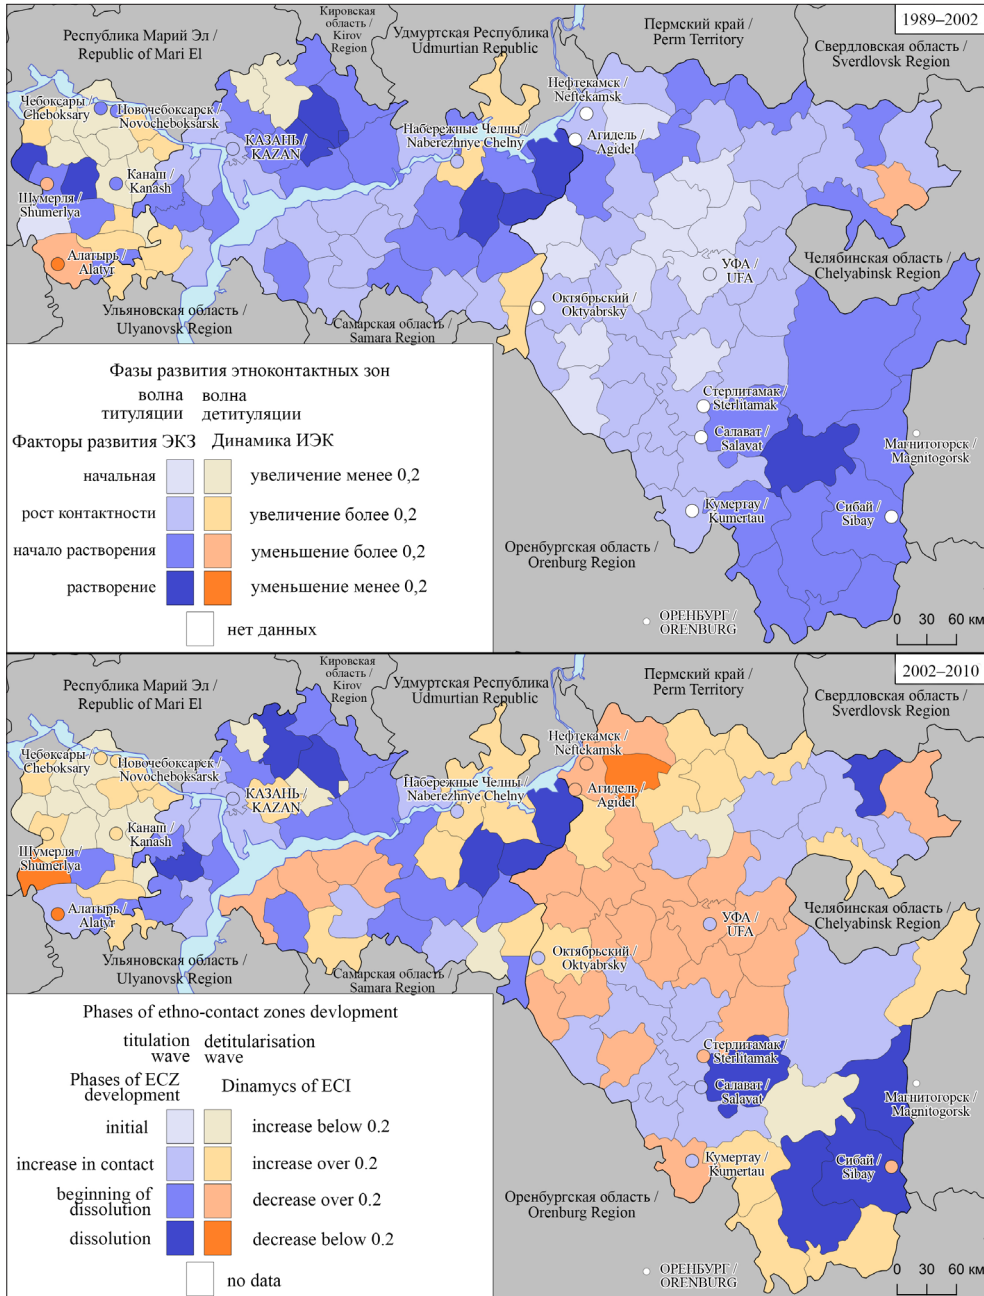 1989–2002
Республика Марий Эл /
Republic of Mari El
Кировская
область /
Kirov
Region
Удмуртская Республика
Udmurtian Republic
Пермский край /
Perm Territory
Свердловская область /
Sverdlovsk Region
Чебоксары /
Cheboksary
Новочебоксарск /
Novocheboksarsk
КАЗАНЬ /
KAZAN
Набережные Челны /
Naberezhnye Chelny
Нефтекамск /
Neftekamsk
Агидель /
Agidel
Канаш /
Kanash
Шумерля /
Shumerlya
Алатырь /
Alatyr
Ульяновская область /
Ulyanovsk Region
Самарская область /
Samara Region
Октябрьский /
Oktyabrsky
УФА /
UFA
Челябинская область /
Chelyabinsk Region
Стерлитамак /
Sterlitamak
Салават /
Salavat
Магнитогорск /
Magnitogorsk
Кумертау /
Kumertau
Сибай /
Sibay
Оренбургская область /
Orenburg Region
ОРЕНБУРГ /
ORENBURG
0 30 60 км
Фазы развития этноконтактных зон
волна титуляции
волна детитуляции
Факторы развития ЭКЗ
Динамика ИЭК
начальная
увеличение менее 0,2
рост контактности
увеличение более 0,2
начало растворения
уменьшение более 0,2
растворение
уменьшение менее 0,2
нет данных
2002–2010
Республика Марий Эл /
Republic of Mari El
Кировская
область /
Kirov
Region
Удмуртская Республика
Udmurtian Republic
Пермский край /
Perm Territory
Свердловская область /
Sverdlovsk Region
Чебоксары /
Cheboksary
Новочебоксарск /
Novocheboksarsk
КАЗАНЬ /
KAZAN
Набережные Челны /
Naberezhnye Chelny
Нефтекамск /
Neftekamsk
Агидель /
Agidel
Канаш /
Kanash
Шумерля /
Shumerlya
Алатырь /
Alatyr
Ульяновская область /
Ulyanovsk Region
Самарская область /
Samara Region
Октябрьский /
Oktyabrsky
УФА /
UFA
Челябинская область /
Chelyabinsk Region
Стерлитамак /
Sterlitamak
Салават /
Salavat
Магнитогорск /
Magnitogorsk
Кумертау /
Kumertau
Сибай /
Sibay
Оренбургская область /
Orenburg Region
ОРЕНБУРГ /
ORENBURG
0 30 60 км
Phases of ethno-contact zones devlopment
titulation
wave
detitularisation
wave
Phases of ECZ
development
Dinamycs of ECI
initial
increase below 0.2
increase in contact
increase over 0.2
beginning of
dissolution
decrease over 0.2
dissolution
decrease below 0.2
no data